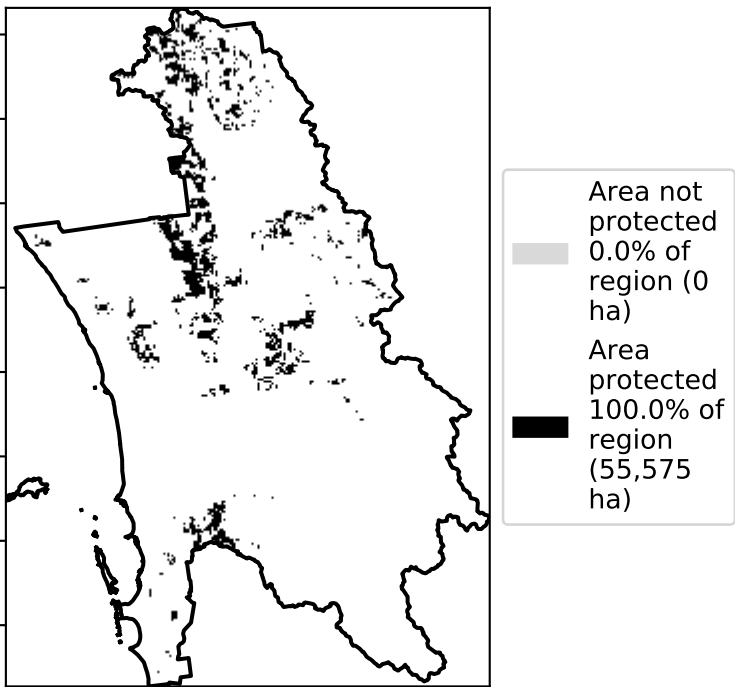 Area not
protected
0.0% of
region (0
ha)
Area
protected
100.0% of
region
(55,575
ha)